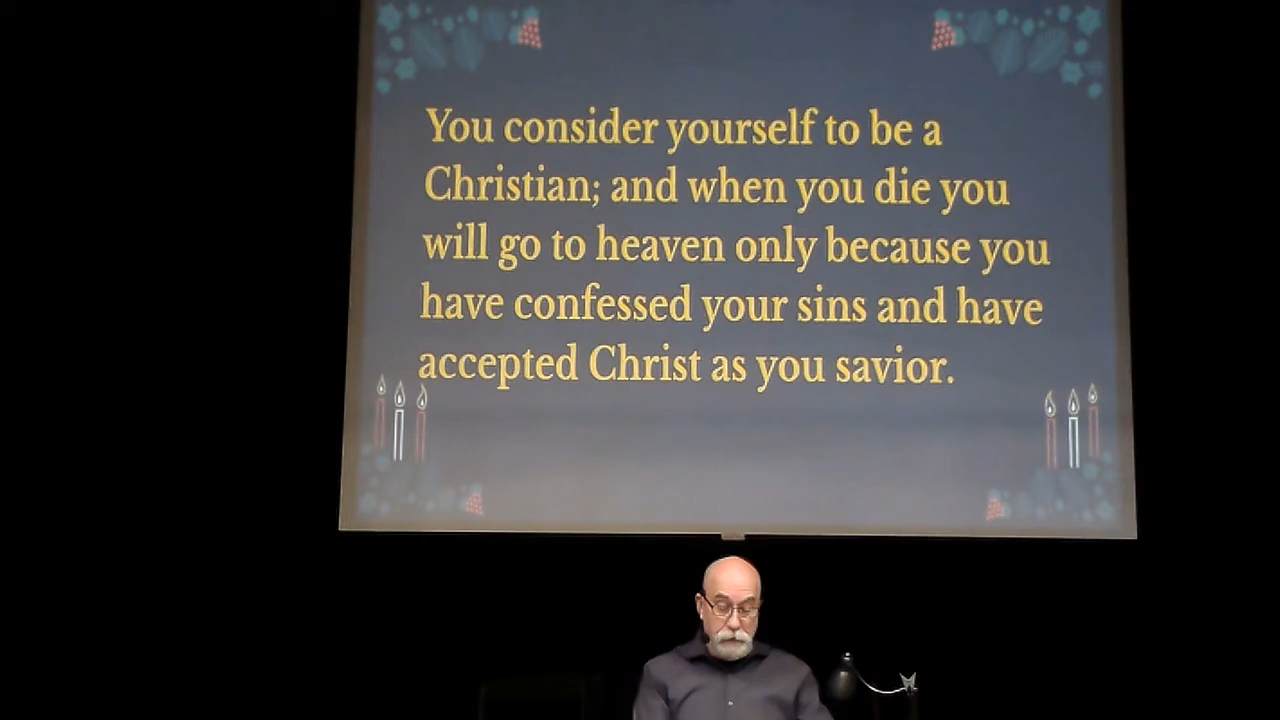 You consider yourself to be a
Christian; and when you die you
will go to heaven only because you
have confessed your sins and have
accepted Christ as you savior.